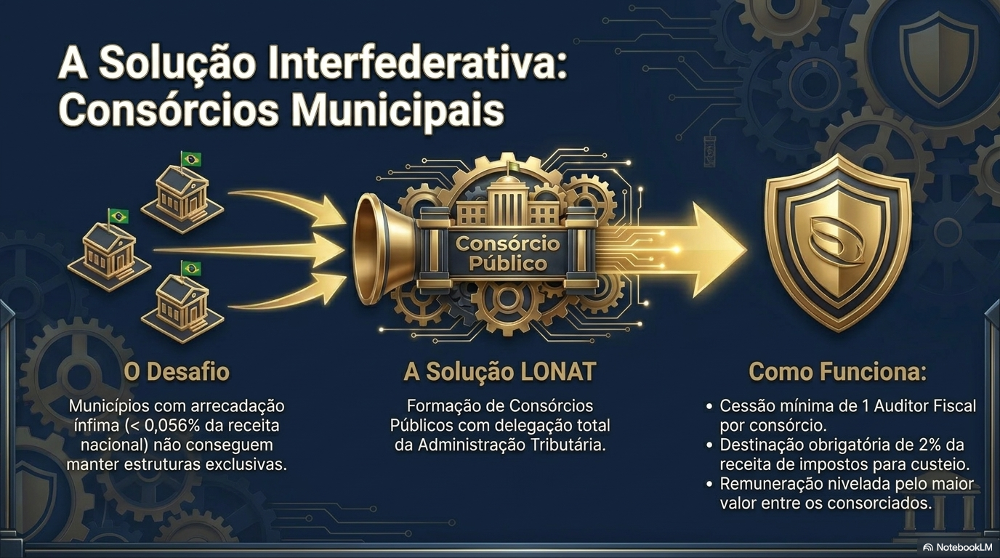 A Solução Interfederativa:
Consórcios Municipais
Consórcio
Público
O Desafio
Municípios com arrecadação
ínfima (< 0,056% da receita
nacional) não conseguem
manter estruturas exclusivas.
A Solução LONAT
Formação de Consórcios
Públicos com delegação total
da Administração Tributária.
Como Funciona:
• Cessão mínima de 1 Auditor Fiscal
por consórcio.
• Destinação obrigatória de 2% da
receita de impostos para custeio.
• Remuneração nivelada pelo maior
valor entre os consorciados.
NotebookLM